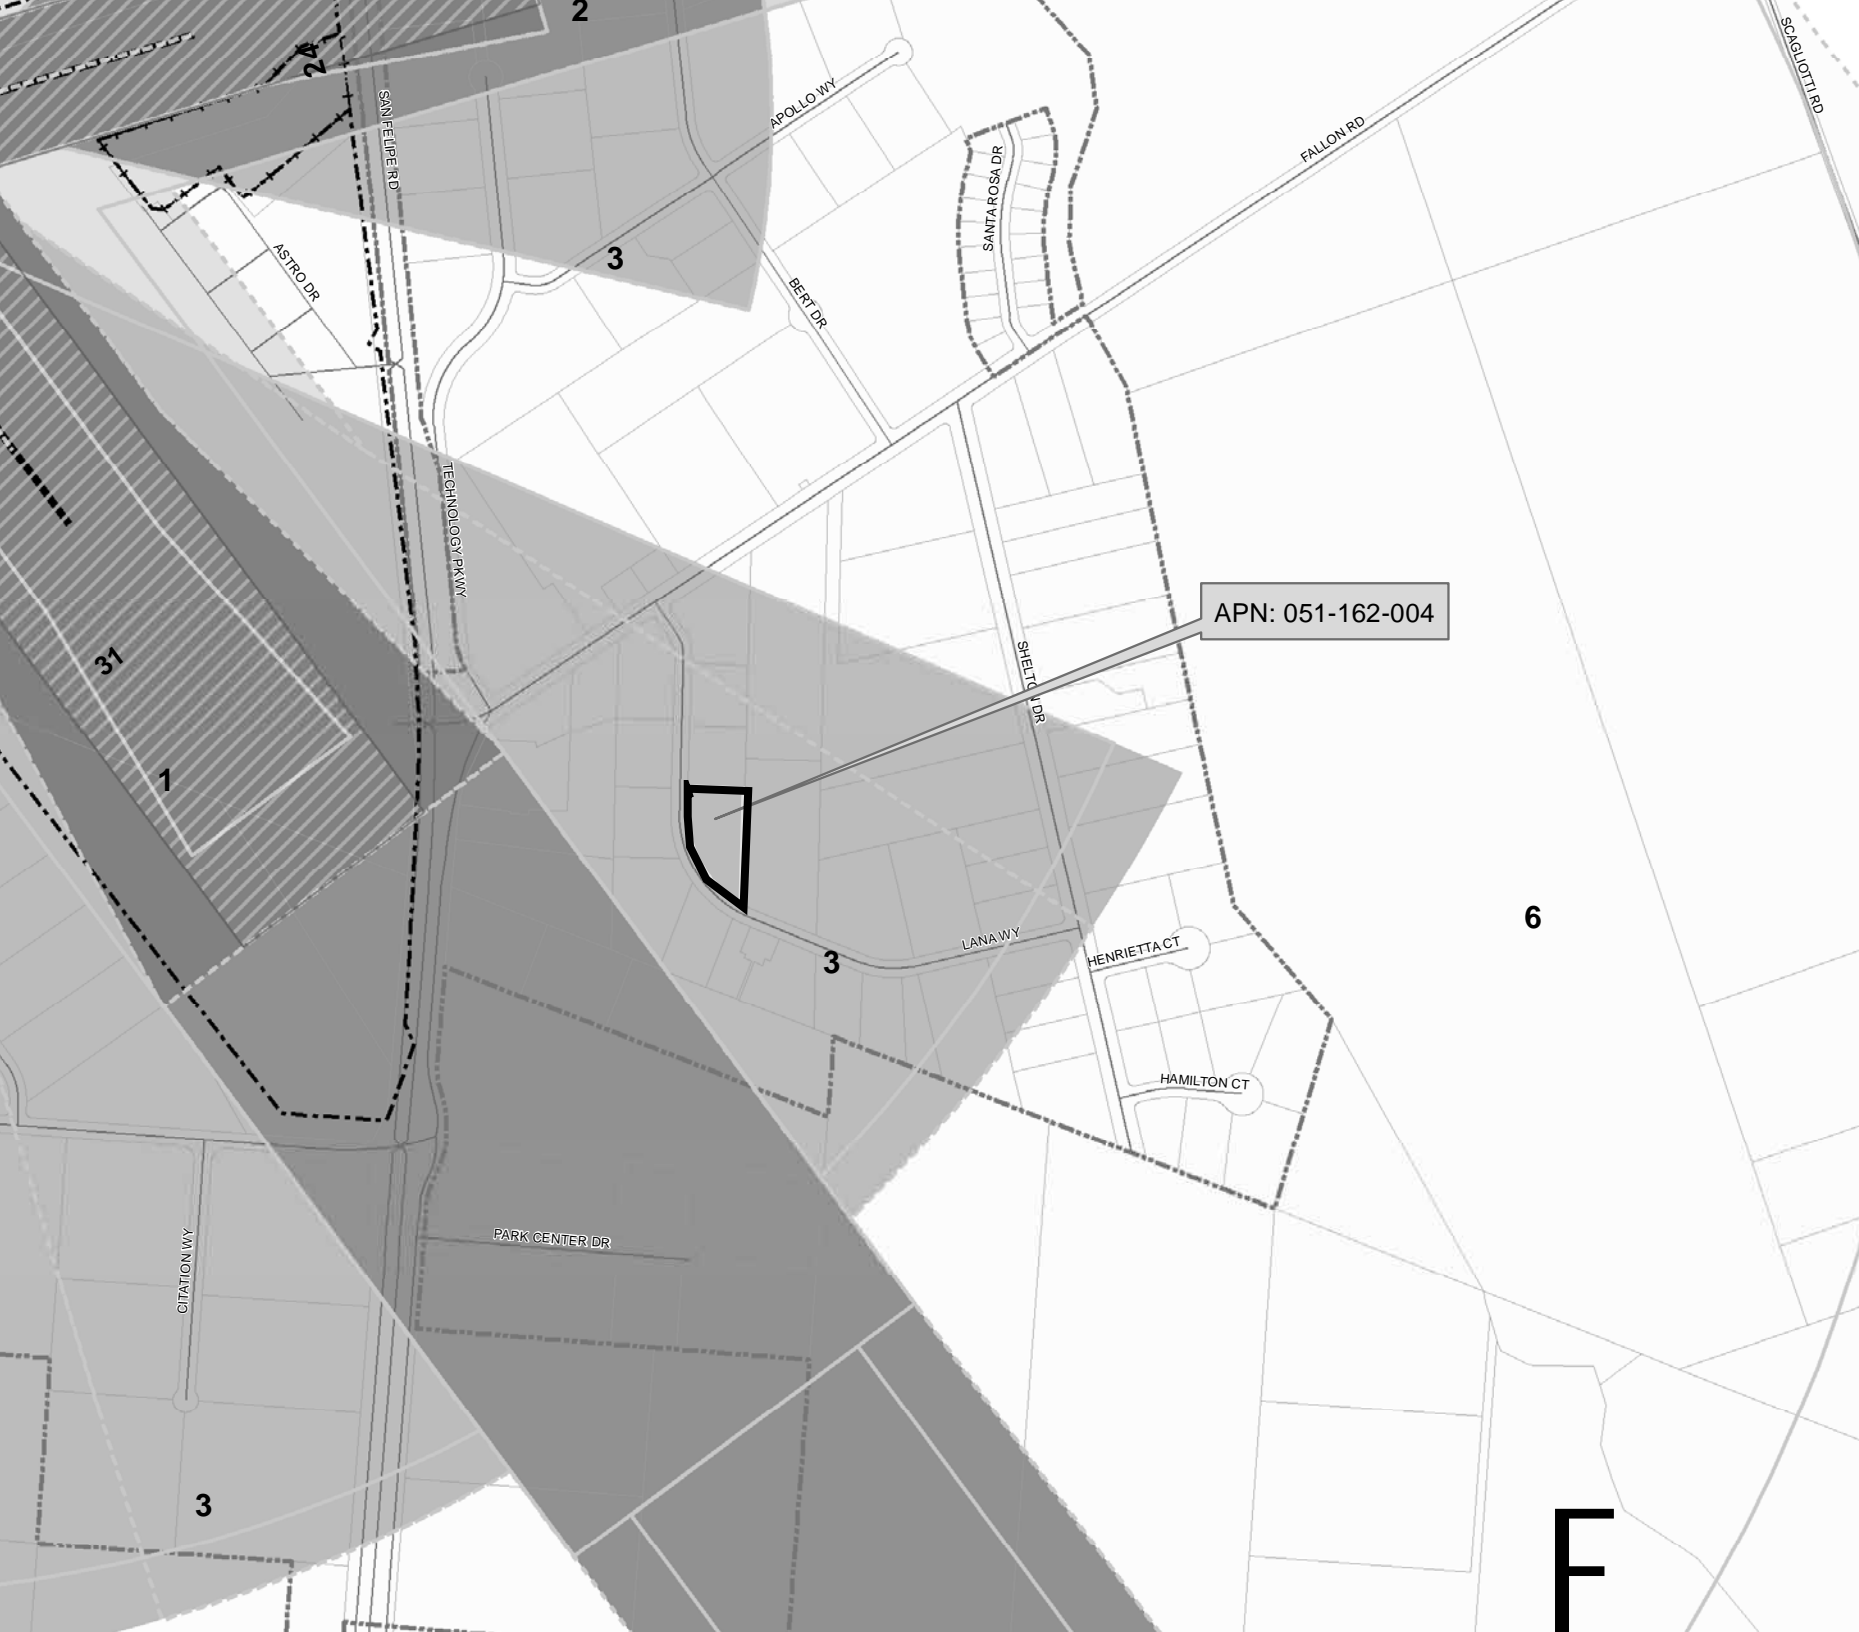 2
24
SAN FELIPE RD
APOLLO WY
SCAGLIOTTI RD
FALLON RD
SANTA ROSA DR
3
ASTRO DR
BERT DR
TECHNOLOGY PKWY
APN: 051-162-004
31
SHELTON DR
1
6
LANA WY
HENRIETTA CT
3
HAMILTON CT
PARK CENTER DR
CITATION WY
3
F